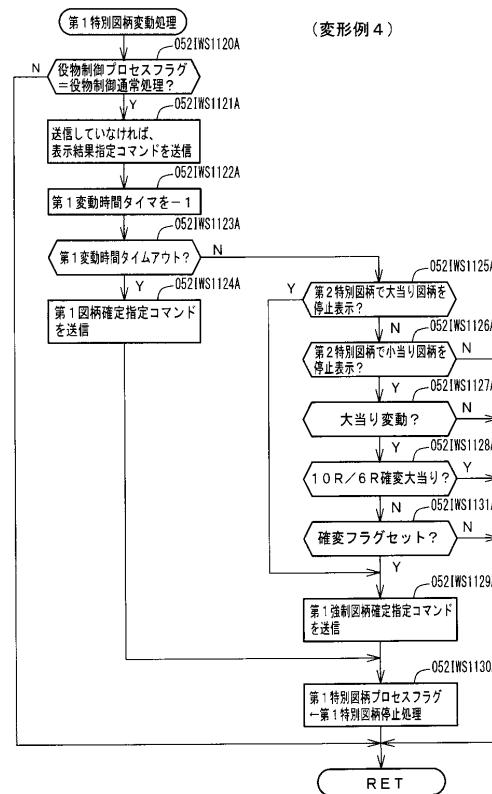 第１特別図柄変動処理
（変形例４）
052IWS1120A
N
役物制御プロセスフラグ
＝役物制御通常処理？
Y
052IWS1121A
送信していなければ、
表示結果指定コマンドを送信
052IWS1122A
第１変動時間タイマを－１
052IWS1123A
第１変動時間タイムアウト？
N
Y
052IWS1124A
第１図柄確定指定コマンド
を送信
052IWS1125A
Y
第２特別図柄で大当り図柄を
停止表示？
N
052IWS1126A
第２特別図柄で小当り図柄を
停止表示？
N
Y
052IWS1127A
大当り変動？
N
Y
052IWS1128A
１０Ｒ／６Ｒ確変大当り？
Y
N
052IWS1131A
確変フラグセット？
N
Y
052IWS1129A
第１強制図柄確定指定コマンド
を送信
052IWS1130A
第１特別図柄プロセスフラグ
←第１特別図柄停止処理
ＲＥＴ